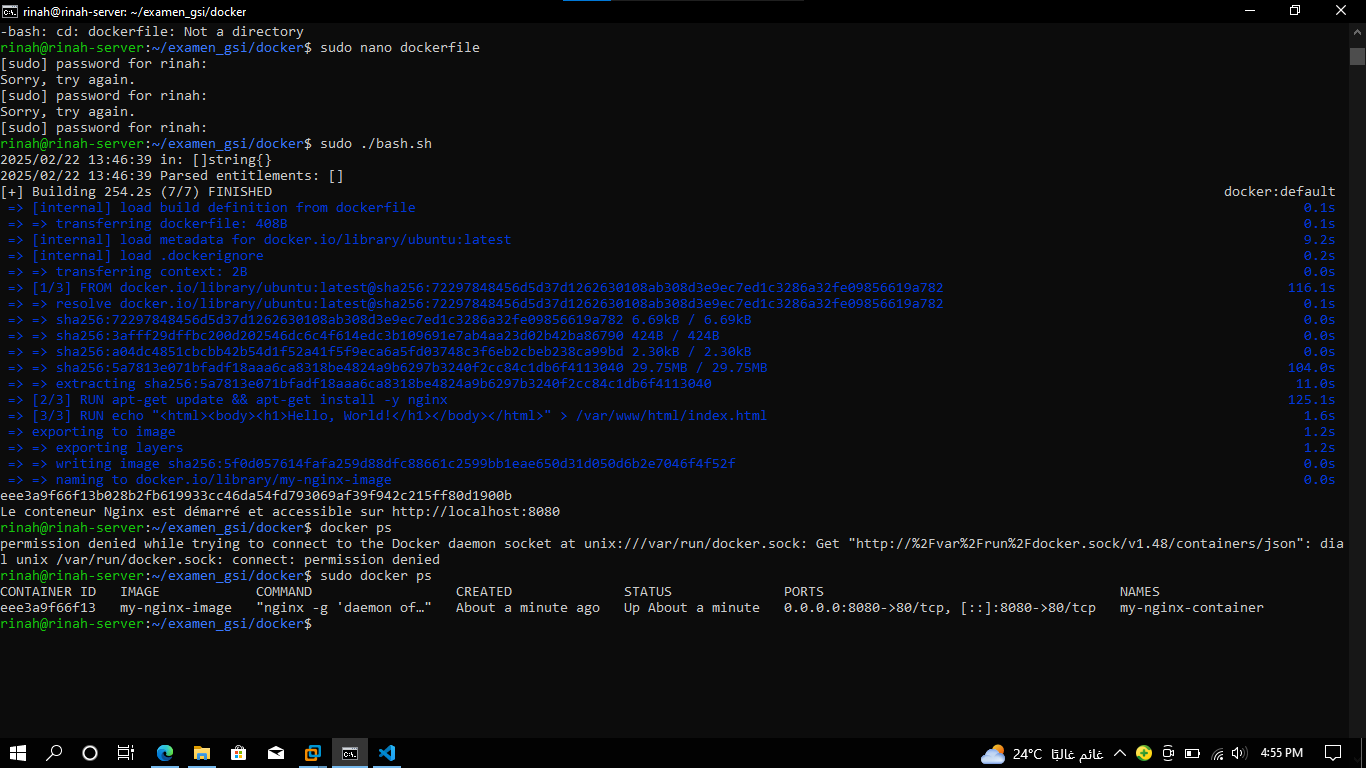 rinah@rinah-server: ~/examen_gsi/docker
-bash: cd: dockerfile: Not a directory
rinah@rinah-server:~/examen_gsi/docker$ sudo nano dockerfile
[sudo] password for rinah:
Sorry, try again.
[sudo] password for rinah:
Sorry, try again.
[sudo] password for rinah:
rinah@rinah-server:~/examen_gsi/docker$ sudo ./bash.sh
2025/02/22 13:46:39 in: []string{}
2025/02/22 13:46:39 Parsed entitlements: []
[+] Building 254.2s (7/7) FINISHED docker:default
=> [internal] load build definition from dockerfile 0.1s
=> => transferring dockerfile: 408B 0.1s
=> [internal] load metadata for docker.io/library/ubuntu:latest 9.2s
=> [internal] load .dockerignore 0.2s
=> => transferring context: 2B 0.0s
=> [1/3] FROM docker.io/library/ubuntu:latest@sha256:72297848456d5d37d1262630108ab308d3e9ec7ed1c3286a32fe09856619a782 116.1s
=> => resolve docker.io/library/ubuntu:latest@sha256:72297848456d5d37d1262630108ab308d3e9ec7ed1c3286a32fe09856619a782 0.1s
=> => sha256:72297848456d5d37d1262630108ab308d3e9ec7ed1c3286a32fe09856619a782 6.69kB / 6.69kB 0.0s
=> => sha256:3afff29dffbc200d202546dc6c4f614edc3b109691e7ab4aa23d02b42ba86790 424B / 424B 0.0s
=> => sha256:a04dc4851cbcbb42b54d1f52a41f5f9eca6a5fd03748c3f6eb2cbeb238ca99bd 2.30kB / 2.30kB 0.0s
=> => sha256:5a7813e071bfadf18aaa6ca8318be4824a9b6297b3240f2cc84c1db6f4113040 29.75MB / 29.75MB 104.0s
=> => extracting sha256:5a7813e071bfadf18aaa6ca8318be4824a9b6297b3240f2cc84c1db6f4113040 11.0s
=> [2/3] RUN apt-get update && apt-get install -y nginx 125.1s
=> [3/3] RUN echo "<html><body><h1>Hello, World!</h1></body></html>" > /var/www/html/index.html 1.6s
=> exporting to image 1.2s
=> => exporting layers 1.2s
=> => writing image sha256:5f0d057614fafa259d88dfc88661c2599bb1eae650d31d050d6b2e7046f4f52f 0.0s
=> => naming to docker.io/library/my-nginx-image 0.0s
eee3a9f66f13b028b2fb619933cc46da54fd793069af39f942c215ff80d1900b
Le conteneur Nginx est démarré et accessible sur http://localhost:8080
rinah@rinah-server:~/examen_gsi/docker$ docker ps
permission denied while trying to connect to the Docker daemon socket at unix:///var/run/docker.sock: Get "http://%2Fvar%2Frun%2Fdocker.sock/v1.48/containers/json": dia
l unix /var/run/docker.sock: connect: permission denied
rinah@rinah-server:~/examen_gsi/docker$ sudo docker ps
CONTAINER ID IMAGE COMMAND CREATED STATUS PORTS NAMES
eee3a9f66f13 my-nginx-image "nginx -g 'daemon of…" About a minute ago Up About a minute 0.0.0.0:8080->80/tcp, [::]:8080->80/tcp my-nginx-container
rinah@rinah-server:~/examen_gsi/docker$
24°C غائم غالبًا 4:55 PM